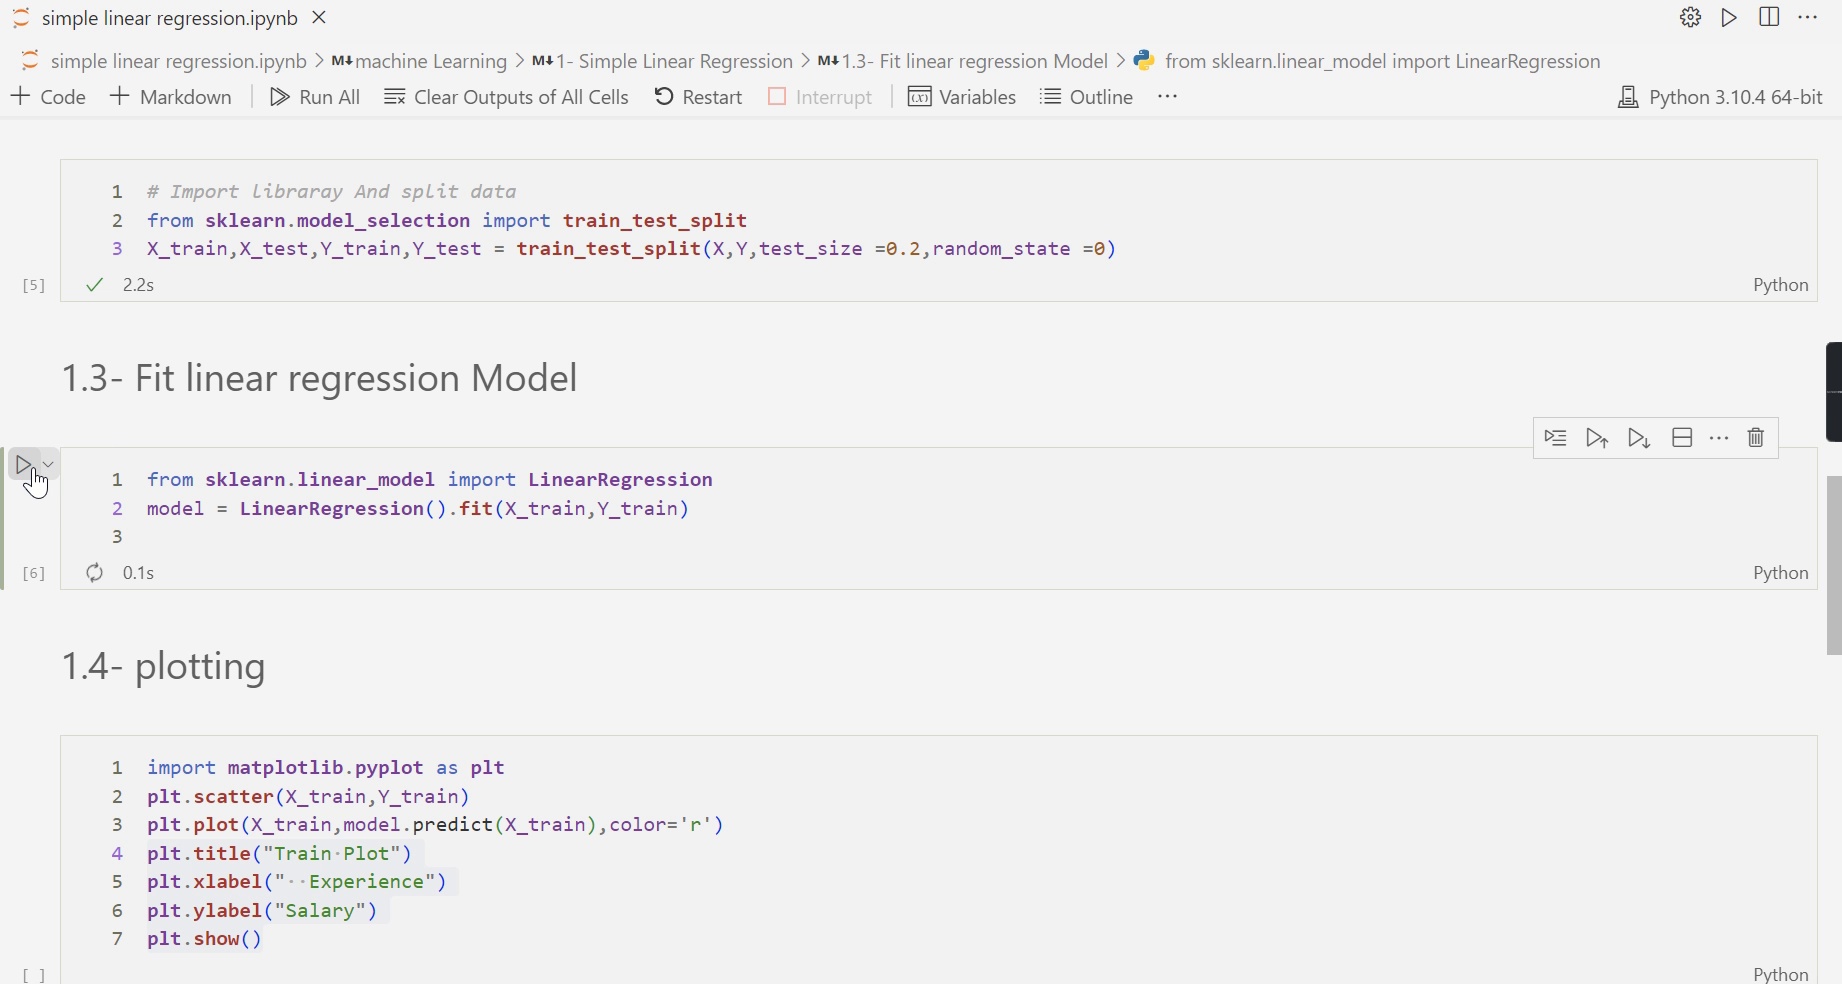 simple linear regression.ipynb
simple linear regression.ipynb > M↓machine Learning > M↓1- Simple Linear Regression > M↓1.3- Fit linear regression Model > from sklearn.linear_model import LinearRegression
+ Code + Markdown Run All Clear Outputs of All Cells Restart Interrupt Variables Outline ··· Python 3.10.4 64-bit
1 # Import libraray And split data
2 from sklearn.model_selection import train_test_split
3 X_train,X_test,Y_train,Y_test = train_test_split(X,Y,test_size =0.2,random_state =0)
[5] ✓ 2.2s Python
1.3- Fit linear regression Model
1 from sklearn.linear_model import LinearRegression
2 model = LinearRegression().fit(X_train,Y_train)
3
[6] 0.1s Python
1.4- plotting
1 import matplotlib.pyplot as plt
2 plt.scatter(X_train,Y_train)
3 plt.plot(X_train,model.predict(X_train),color='r')
4 plt.title("Train·Plot")
5 plt.xlabel("··Experience")
6 plt.ylabel("Salary")
7 plt.show()
[ ] Python